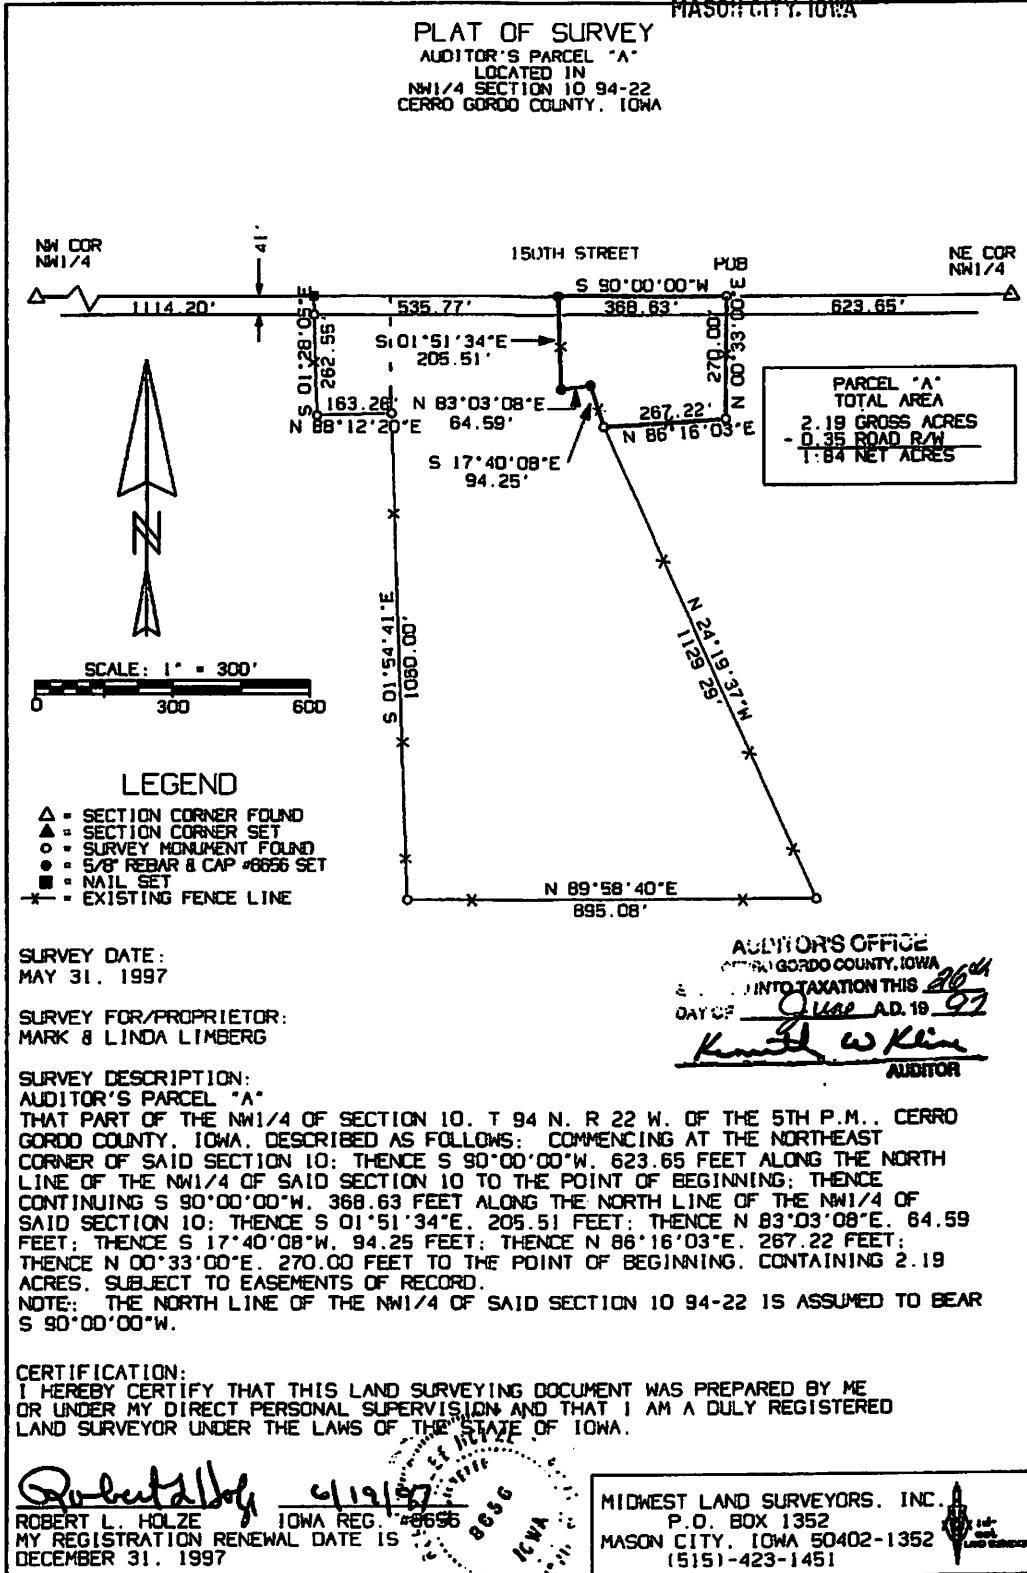 MASON CITY, IOWA
PLAT OF SURVEY
AUDITOR'S PARCEL "A"
LOCATED IN
NW1/4 SECTION 10 94-22
CERRO GORDO COUNTY, IOWA
NW COR
NW1/4
41'
150TH STREET
NE COR
NW1/4
POB
S 90°00'00"W
1114.20'
535.77'
368.63'
623.65'
S 01°28'05"E
262.55'
S 01°51'34"E
205.51'
270.00'
N 00°33'00"E
163.26'
N 88°12'20"E
N 83°03'08"E
64.59'
267.22'
N 86°16'03"E
S 17°40'08"E
94.25'
PARCEL "A"
TOTAL AREA
2.19 GROSS ACRES
- 0.35 ROAD R/W
1.84 NET ACRES
N
S 01°54'41"E
1080.00'
N 24°19'37"W
1129.29'
SCALE: 1" = 300'
0 300 600
N 89°58'40"E
895.08'
LEGEND
△ = SECTION CORNER FOUND
▲ = SECTION CORNER SET
○ = SURVEY MONUMENT FOUND
● = 5/8" REBAR & CAP #8656 SET
■ = NAIL SET
—x— = EXISTING FENCE LINE
SURVEY DATE:
MAY 31, 1997
SURVEY FOR/PROPRIETOR:
MARK & LINDA LIMBERG
AUDITOR'S OFFICE
GORDO COUNTY, IOWA
INTO TAXATION THIS 26th
DAY OF June A.D. 19 97
Kenneth W Kline
AUDITOR
SURVEY DESCRIPTION:
AUDITOR'S PARCEL "A"
THAT PART OF THE NW1/4 OF SECTION 10, T 94 N, R 22 W, OF THE 5TH P.M., CERRO
GORDO COUNTY, IOWA, DESCRIBED AS FOLLOWS: COMMENCING AT THE NORTHEAST
CORNER OF SAID SECTION 10; THENCE S 90°00'00"W, 623.65 FEET ALONG THE NORTH
LINE OF THE NW1/4 OF SAID SECTION 10 TO THE POINT OF BEGINNING; THENCE
CONTINUING S 90°00'00"W, 368.63 FEET ALONG THE NORTH LINE OF THE NW1/4 OF
SAID SECTION 10; THENCE S 01°51'34"E, 205.51 FEET; THENCE N 83°03'08"E, 64.59
FEET; THENCE S 17°40'08"W, 94.25 FEET; THENCE N 86°16'03"E, 267.22 FEET;
THENCE N 00°33'00"E, 270.00 FEET TO THE POINT OF BEGINNING, CONTAINING 2.19
ACRES, SUBJECT TO EASEMENTS OF RECORD.
NOTE: THE NORTH LINE OF THE NW1/4 OF SAID SECTION 10 94-22 IS ASSUMED TO BEAR
S 90°00'00"W.
CERTIFICATION:
I HEREBY CERTIFY THAT THIS LAND SURVEYING DOCUMENT WAS PREPARED BY ME
OR UNDER MY DIRECT PERSONAL SUPERVISION AND THAT I AM A DULY REGISTERED
LAND SURVEYOR UNDER THE LAWS OF THE STATE OF IOWA.
Robert L Holze 6/19/97
ROBERT L. HOLZE IOWA REG. #8656
MY REGISTRATION RENEWAL DATE IS
DECEMBER 31, 1997
8656
IOWA
MIDWEST LAND SURVEYORS, INC.
P.O. BOX 1352
MASON CITY, IOWA 50402-1352
(515)-423-1451